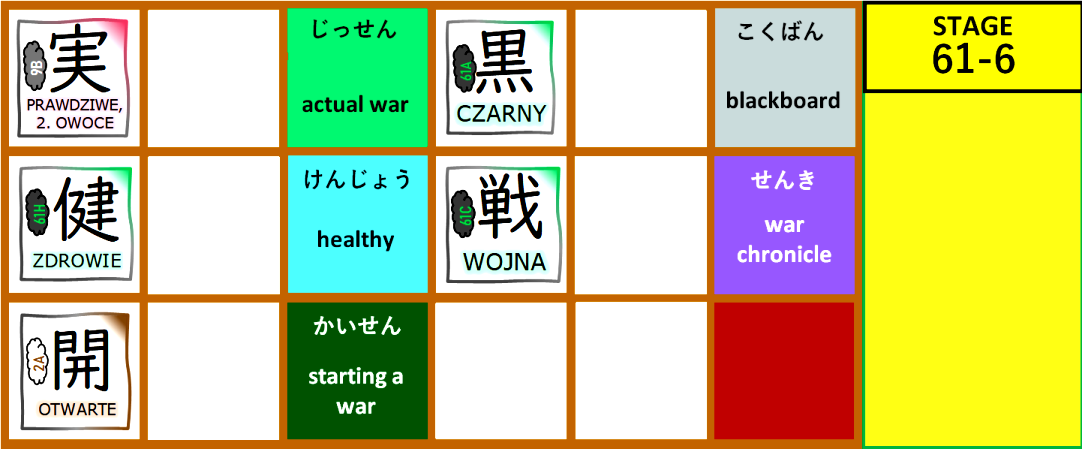 9B
実
PRAWDZIWE,
2. OWOCE
じっせん
actual war
61A
黒
CZARNY
こくばん
blackboard
STAGE
61-6
61H
健
ZDROWIE
けんじょう
healthy
61C
戦
WOJNA
せんき
war
chronicle
2A
開
OTWARTE
かいせん
starting a
war